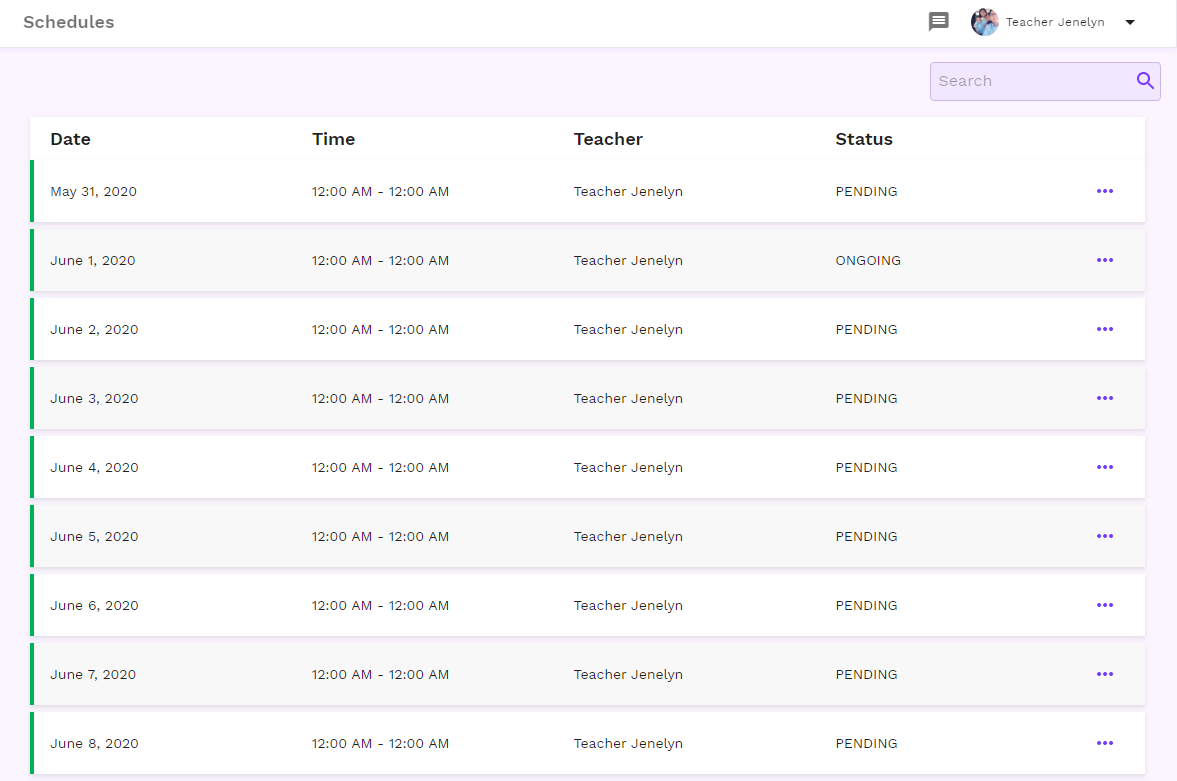 Schedules
Teacher Jenelyn
Search
Date Time Teacher Status
May 31, 2020 12:00 AM - 12:00 AM Teacher Jenelyn PENDING
June 1, 2020 12:00 AM - 12:00 AM Teacher Jenelyn ONGOING
June 2, 2020 12:00 AM - 12:00 AM Teacher Jenelyn PENDING
June 3, 2020 12:00 AM - 12:00 AM Teacher Jenelyn PENDING
June 4, 2020 12:00 AM - 12:00 AM Teacher Jenelyn PENDING
June 5, 2020 12:00 AM - 12:00 AM Teacher Jenelyn PENDING
June 6, 2020 12:00 AM - 12:00 AM Teacher Jenelyn PENDING
June 7, 2020 12:00 AM - 12:00 AM Teacher Jenelyn PENDING
June 8, 2020 12:00 AM - 12:00 AM Teacher Jenelyn PENDING